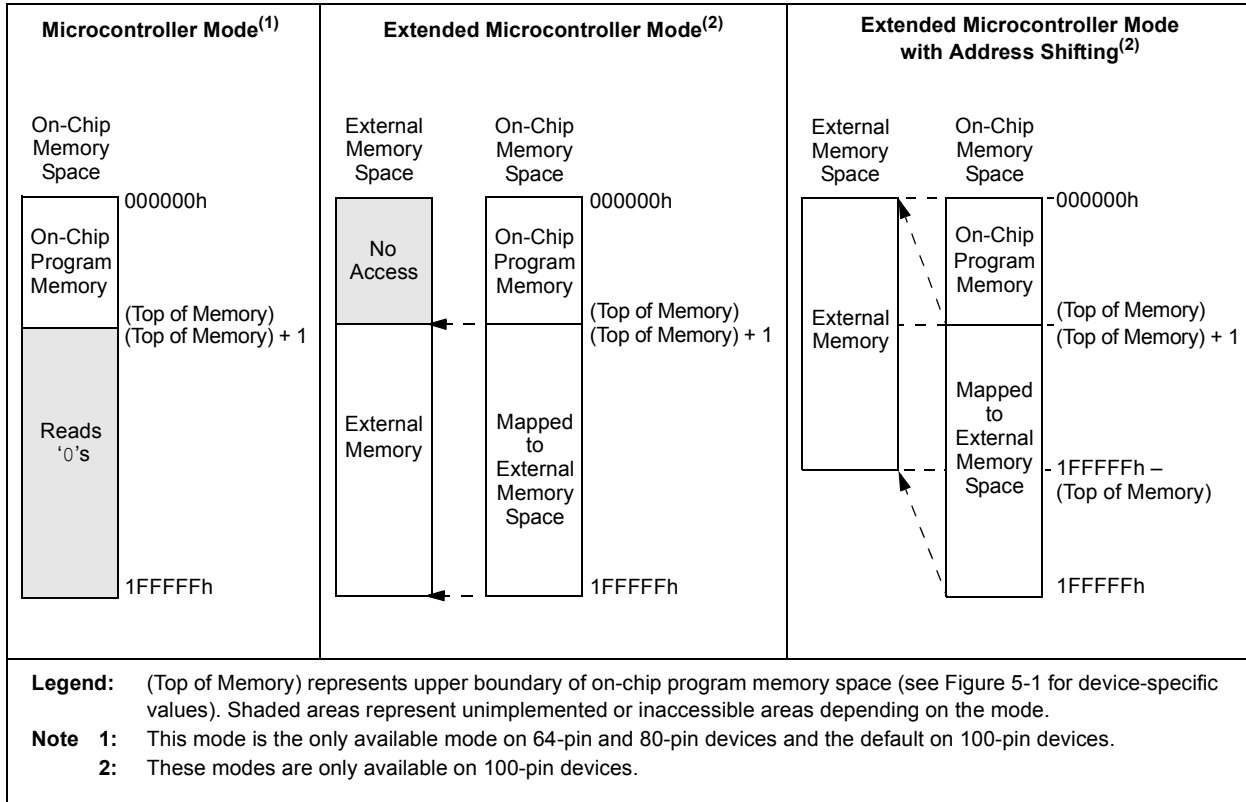 Microcontroller Mode(1)
On-Chip
Memory
Space
000000h
On-Chip
Program
Memory
(Top of Memory)
(Top of Memory) + 1
Reads
‘0’s
1FFFFFh
Extended Microcontroller Mode(2)
External
Memory
Space
On-Chip
Memory
Space
000000h
No
Access
On-Chip
Program
Memory
(Top of Memory)
(Top of Memory) + 1
External
Memory
Mapped
to
External
Memory
Space
1FFFFFh
Extended Microcontroller Mode
with Address Shifting(2)
External
Memory
Space
On-Chip
Memory
Space
000000h
On-Chip
Program
Memory
External
Memory
(Top of Memory)
(Top of Memory) + 1
Mapped
to
External
Memory
Space
1FFFFFh –
(Top of Memory)
1FFFFFh
Legend: (Top of Memory) represents upper boundary of on-chip program memory space (see Figure 5-1 for device-specific
values). Shaded areas represent unimplemented or inaccessible areas depending on the mode.
Note 1: This mode is the only available mode on 64-pin and 80-pin devices and the default on 100-pin devices.
2: These modes are only available on 100-pin devices.